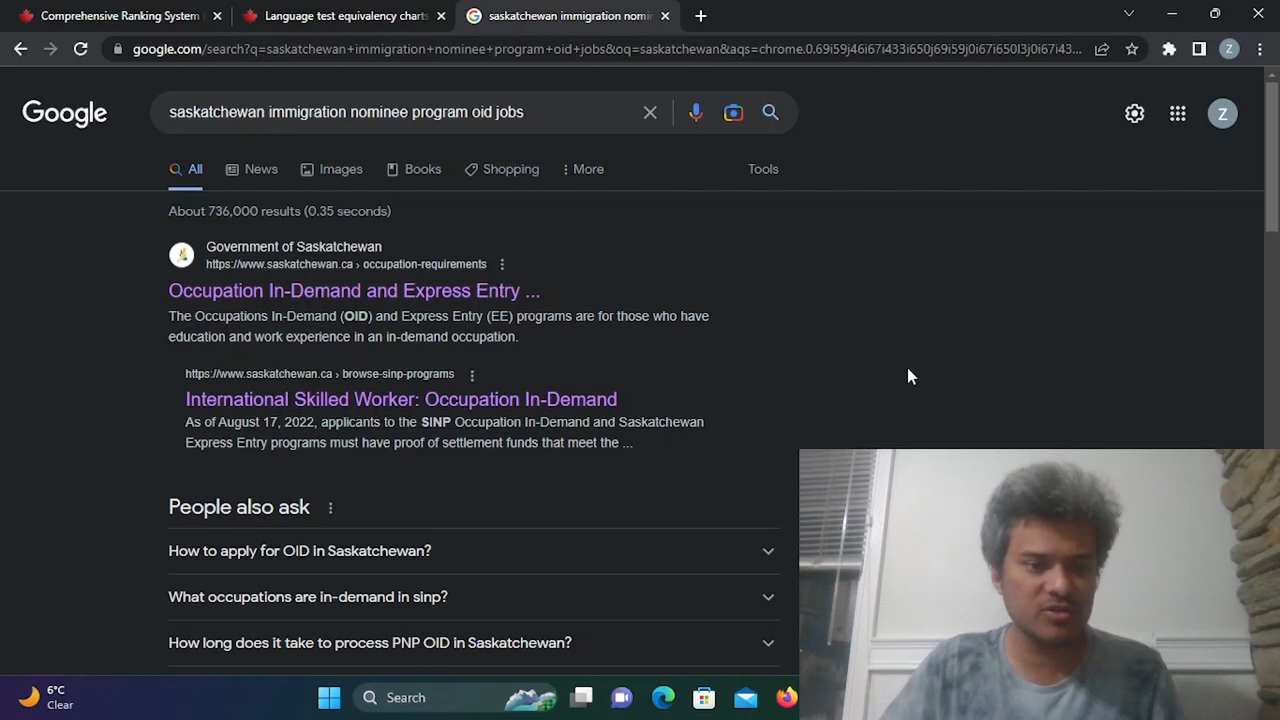 Comprehensive Ranking System (
Language test equivalency charts
saskatchewan immigration nomin
google.com/search?q=saskatchewan+immigration+nominee+program+oid+jobs&oq=saskatchewan&aqs=chrome.0.69i59j46i67i433i650j69i59j0i67i650l3j0i67i43...
Z
Google
saskatchewan immigration nominee program oid jobs
Z
All
News
Images
Books
Shopping
More
Tools
About 736,000 results (0.35 seconds)
Government of Saskatchewan
https://www.saskatchewan.ca › occupation-requirements
Occupation In-Demand and Express Entry ...
The Occupations In-Demand (OID) and Express Entry (EE) programs are for those who have
education and work experience in an in-demand occupation.
https://www.saskatchewan.ca › browse-sinp-programs
International Skilled Worker: Occupation In-Demand
As of August 17, 2022, applicants to the SINP Occupation In-Demand and Saskatchewan
Express Entry programs must have proof of settlement funds that meet the ...
People also ask
How to apply for OID in Saskatchewan?
What occupations are in-demand in sinp?
How long does it take to process PNP OID in Saskatchewan?
6°C
Clear
Search